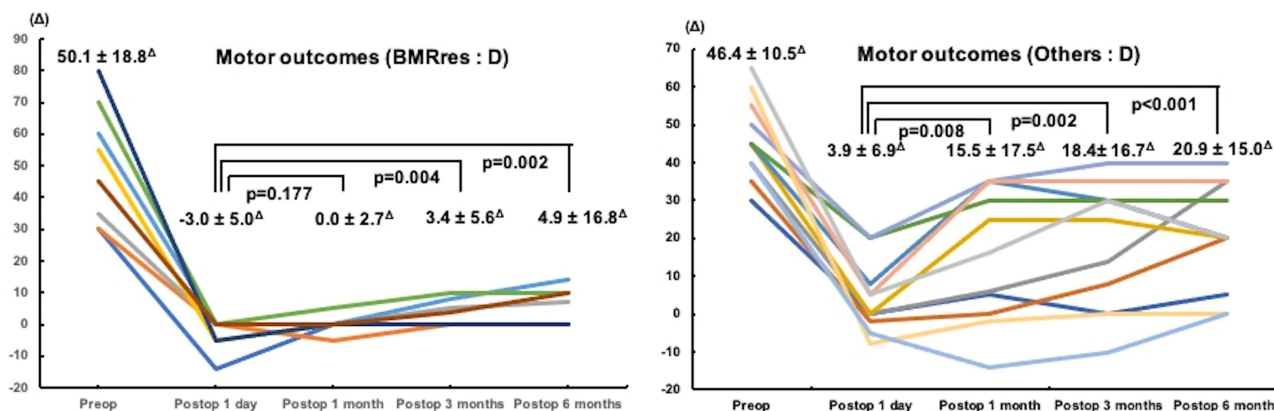 (Δ)
90
80
70
60
50
40
30
20
10
0
-10
-20
50.1 ± 18.8Δ
Motor outcomes (BMRres : D)
p=0.002
p=0.004
p=0.177
-3.0 ± 5.0Δ
0.0 ± 2.7Δ
3.4 ± 5.6Δ
4.9 ± 16.8Δ
Preop
Postop 1 day
Postop 1 month
Postop 3 months
Postop 6 months
(Δ)
70
60
50
40
30
20
10
0
-10
-20
46.4 ± 10.5Δ
Motor outcomes (Others : D)
p<0.001
p=0.002
p=0.008
3.9 ± 6.9Δ
15.5 ± 17.5Δ
18.4± 16.7Δ
20.9 ± 15.0Δ
Preop
Postop 1 day
Postop 1 month
Postop 3 months
Postop 6 month